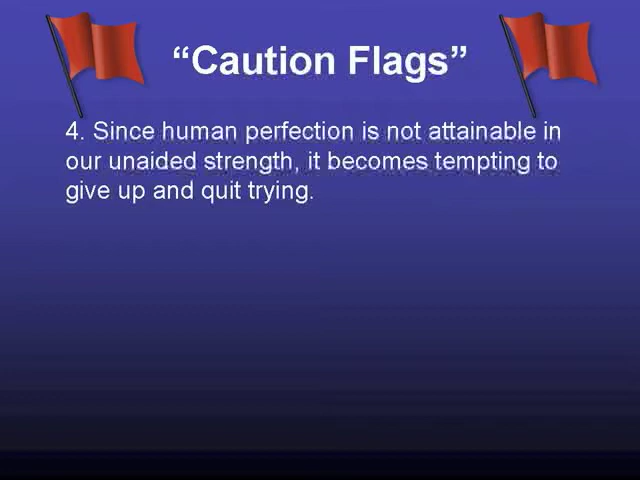 “Caution Flags”
4. Since human perfection is not attainable in
our unaided strength, it becomes tempting to
give up and quit trying.